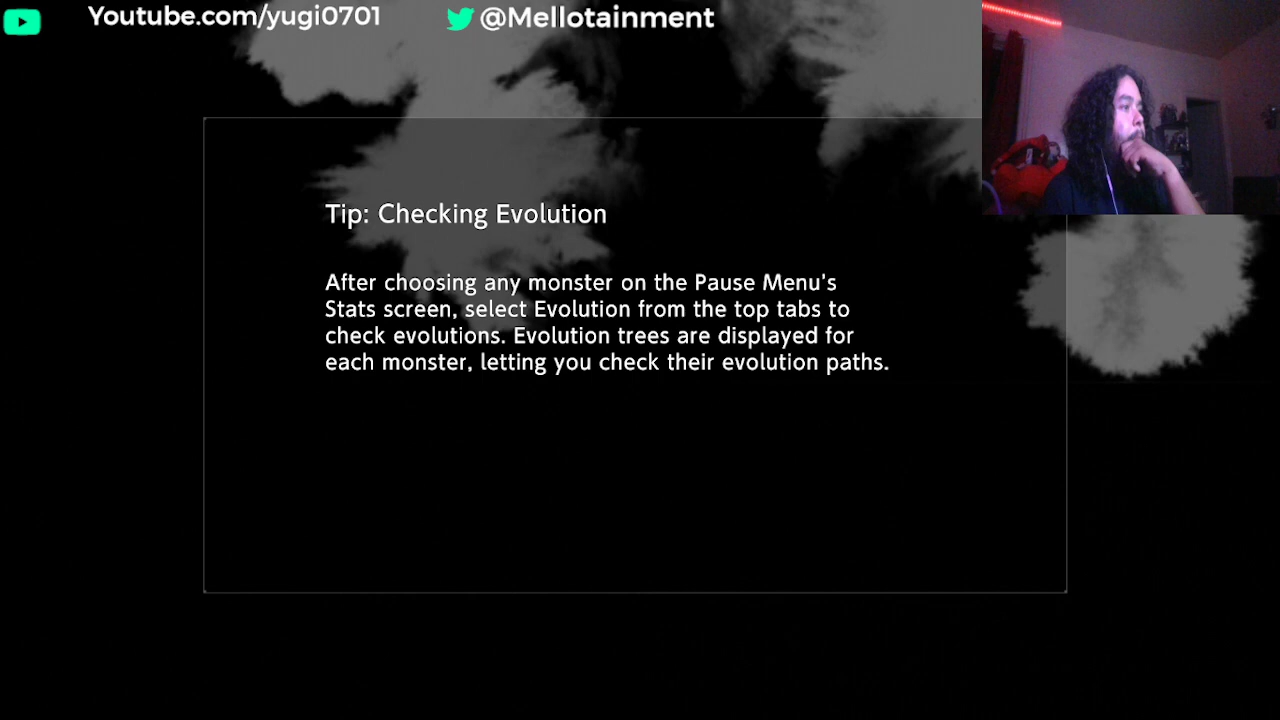 Youtube.com/yugi0701
@Mellotainment
Tip: Checking Evolution
After choosing any monster on the Pause Menu's
Stats screen, select Evolution from the top tabs to
check evolutions. Evolution trees are displayed for
each monster, letting you check their evolution paths.